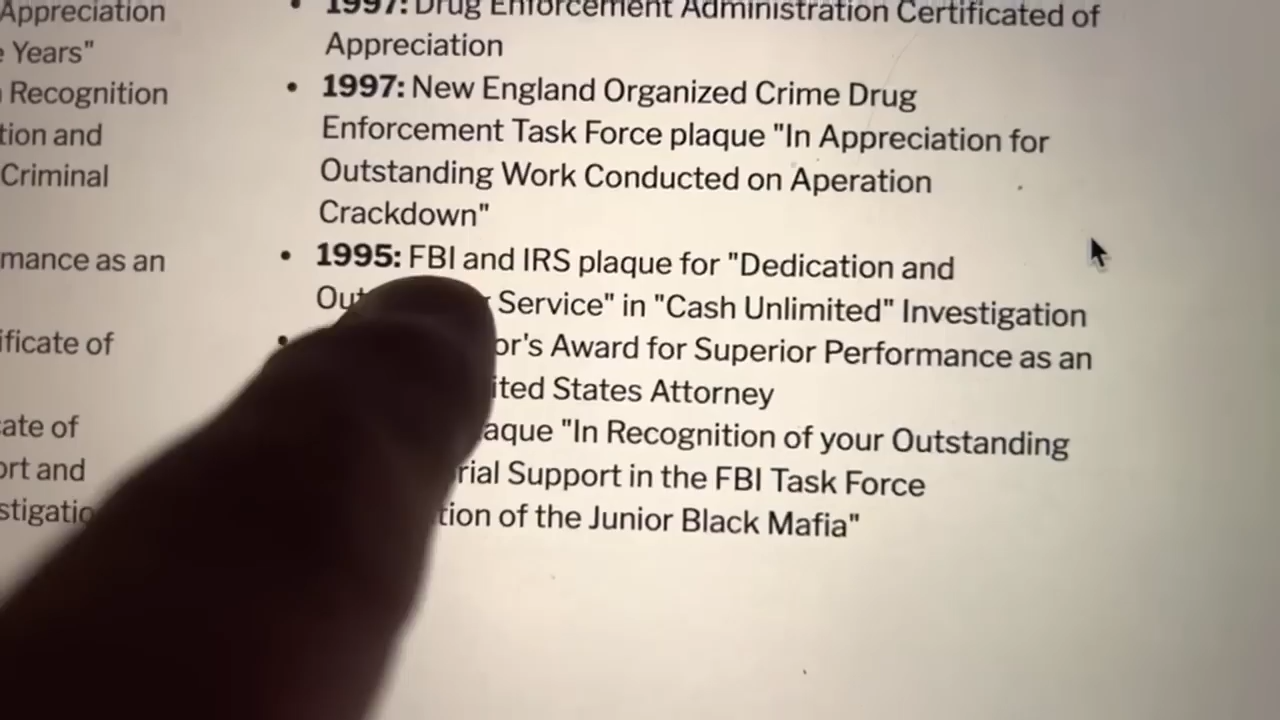 Appreciation
Years"
Recognition
tion and
Criminal
mance as an
ificate of
cate of
ort and
stigatio
1997: Drug Enforcement Administration Certificated of
Appreciation
1997: New England Organized Crime Drug
Enforcement Task Force plaque "In Appreciation for
Outstanding Work Conducted on Aperation
Crackdown"
1995: FBI and IRS plaque for "Dedication and
Out Service" in "Cash Unlimited" Investigation
or's Award for Superior Performance as an
ited States Attorney
aque "In Recognition of your Outstanding
rial Support in the FBI Task Force
tion of the Junior Black Mafia"